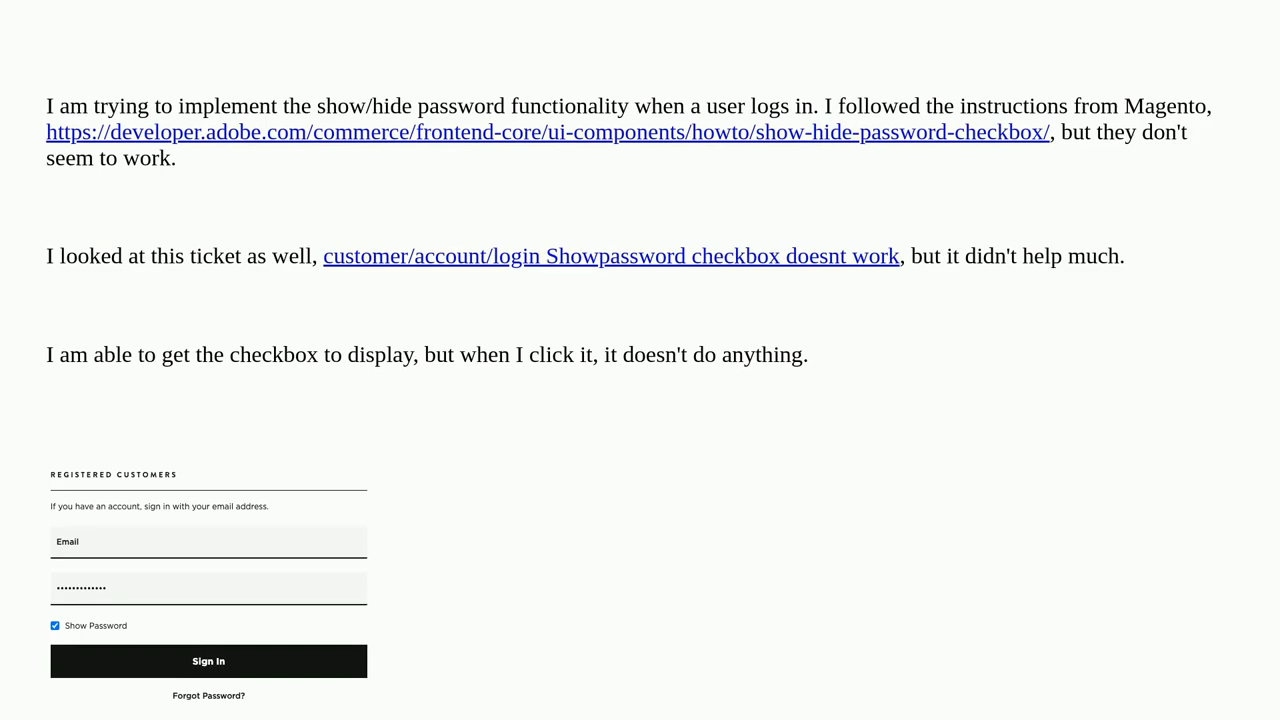 I am trying to implement the show/hide password functionality when a user logs in. I followed the instructions from Magento,
https://developer.adobe.com/commerce/frontend-core/ui-components/howto/show-hide-password-checkbox/, but they don't
seem to work.
I looked at this ticket as well, customer/account/login Showpassword checkbox doesnt work, but it didn't help much.
I am able to get the checkbox to display, but when I click it, it doesn't do anything.
REGISTERED CUSTOMERS
If you have an account, sign in with your email address.
Email
•••••••••••••
Show Password
Sign In
Forgot Password?